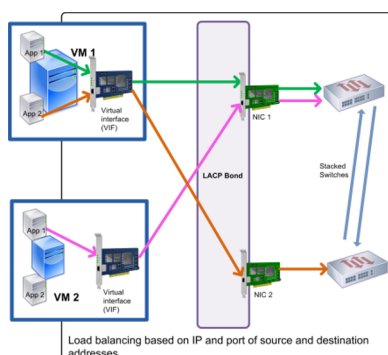 VM 1
App 1
App 2
Virtual
interface
(VIF)
NIC 1
LACP Bond
Stacked
Switches
App 1
App 2
VM 2
Virtual
interface
(VIF)
NIC 2
Load balancing based on IP and port of source and destination
addresses